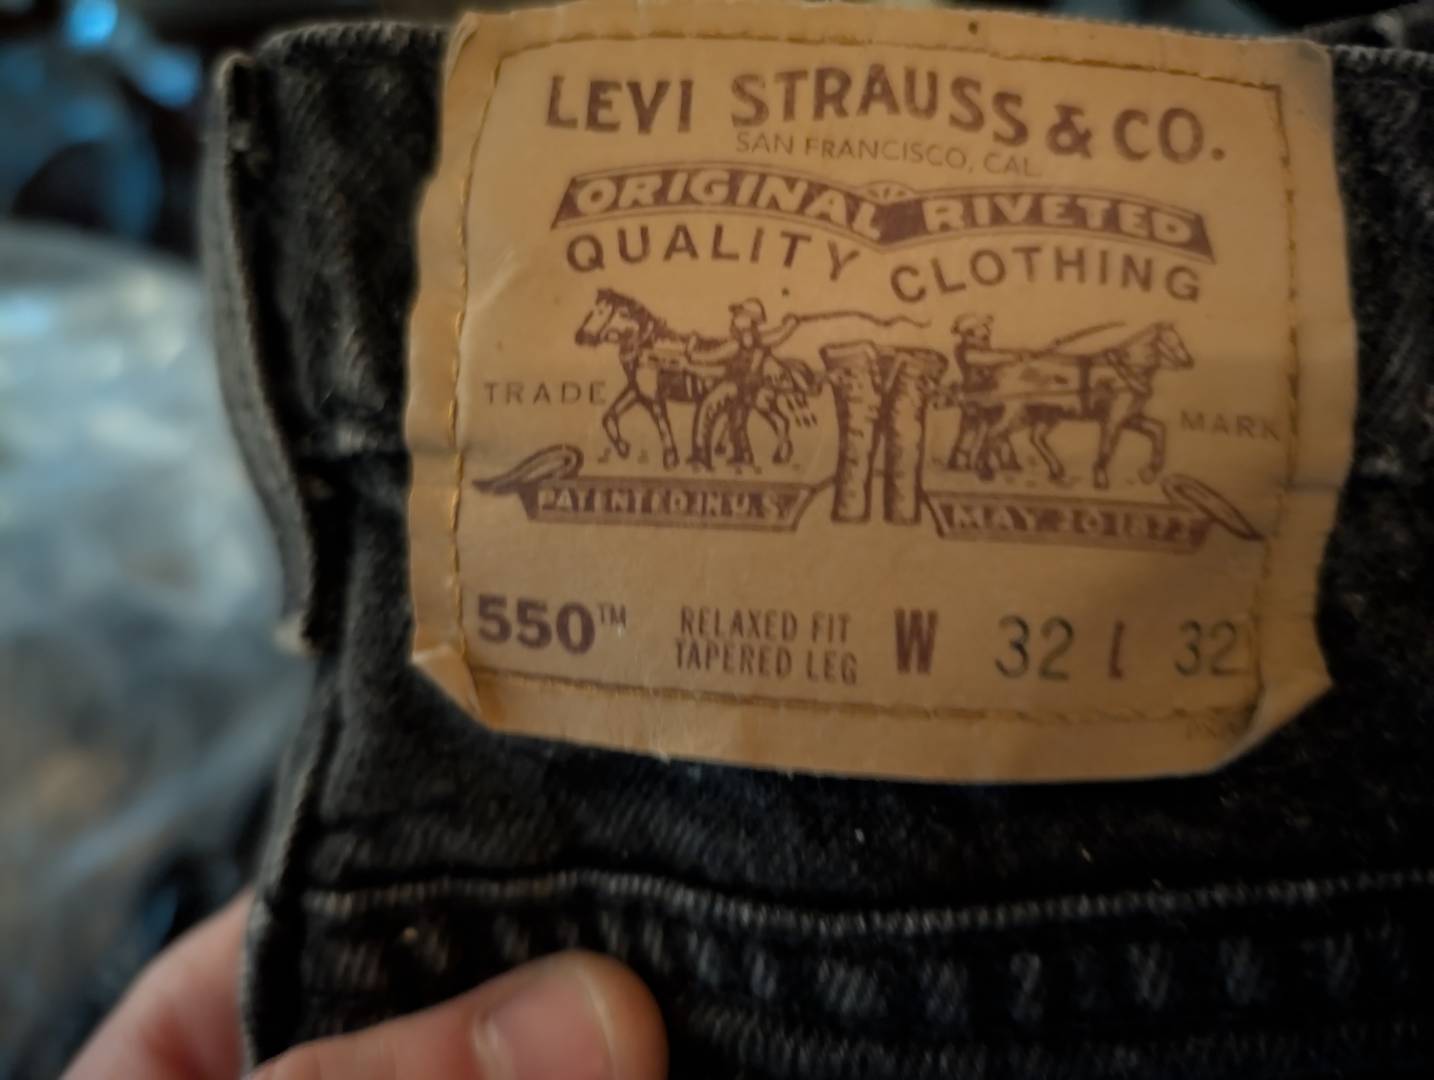 LEVI STRAUSS & CO.
SAN FRANCISCO, CAL.
ORIGINAL RIVETED
QUALITY CLOTHING
TRADE MARK
PATENTED IN U.S. MAY 20 1873
550™ RELAXED FIT W 32 L 32
TAPERED LEG